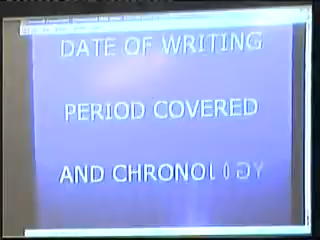 DATE OF WRITING
PERIOD COVERED
AND CHRONOLOGY